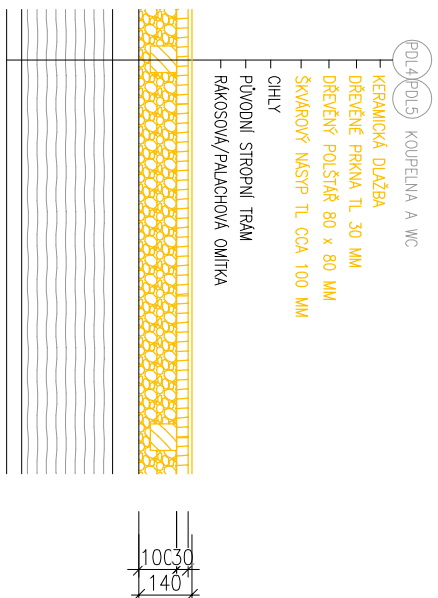 PDL4 PDL5 KOUPELNA A WC
KERAMICKÁ DLAŽBA
DŘEVĚNÉ PRKNA TL 30 MM
DŘEVĚNÝ POLŠTÁŘ 80 x 80 MM
ŠKVÁROVÝ NÁSYP TL CCA 100 MM
CIHLY
PŮVODNÍ STROPNÍ TRÁM
RÁKOSOVÁ/PALACHOVÁ OMÍTKA
100 30
140